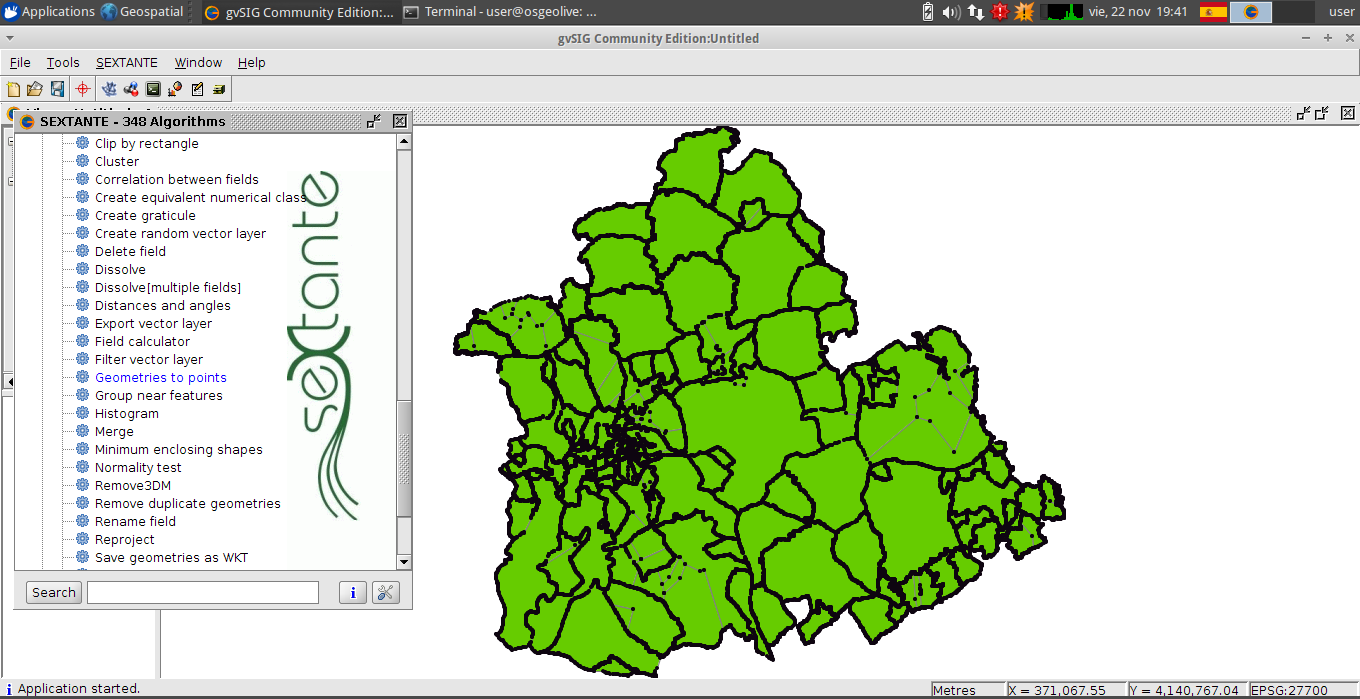 Applications Geospatial gvSIG Community Edition:... Terminal - user@osgeolive: ... vie, 22 nov 19:41 user
gvSIG Community Edition:Untitled
File Tools SEXTANTE Window Help
SEXTANTE - 348 Algorithms
Clip by rectangle
Cluster
Correlation between fields
Create equivalent numerical class
Create graticule
Create random vector layer
Delete field
Dissolve
Dissolve[multiple fields]
Distances and angles
Export vector layer
Field calculator
Filter vector layer
Geometries to points
Group near features
Histogram
Merge
Minimum enclosing shapes
Normality test
Remove3DM
Remove duplicate geometries
Rename field
Reproject
Save geometries as WKT
sextante
Search
Application started. Metres X = 371,067.55 Y = 4,140,767.04 EPSG:27700